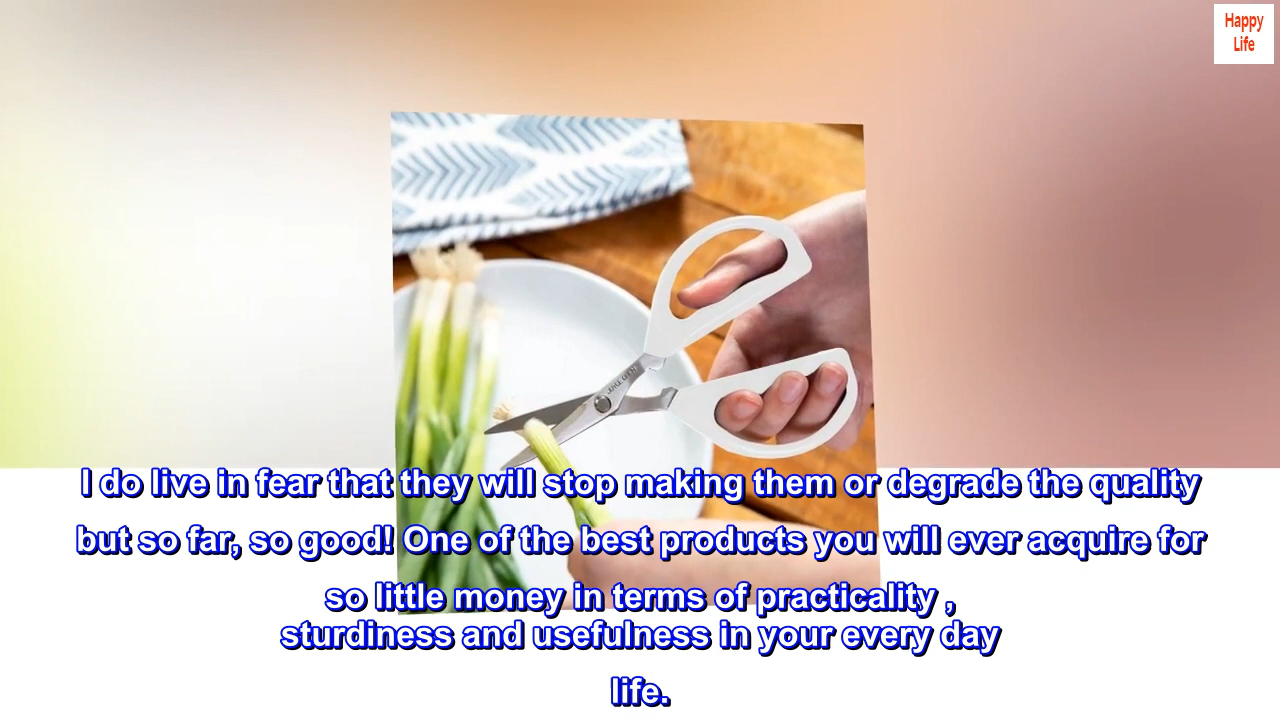 Happy
Life
I do live in fear that they will stop making them or degrade the quality
but so far, so good! One of the best products you will ever acquire for
so little money in terms of practicality ,
sturdiness and usefulness in your every day
life.